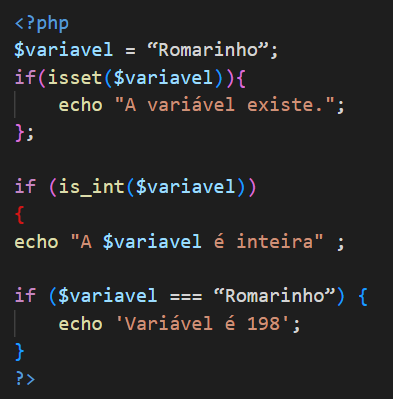 <?php
$variavel = “Romarinho”;
if(isset($variavel)){
    echo "A variável existe.";
};

if (is_int($variavel))
{
echo "A $variavel é inteira" ;

if ($variavel === “Romarinho”) {
    echo 'Variável é 198';
}
?>